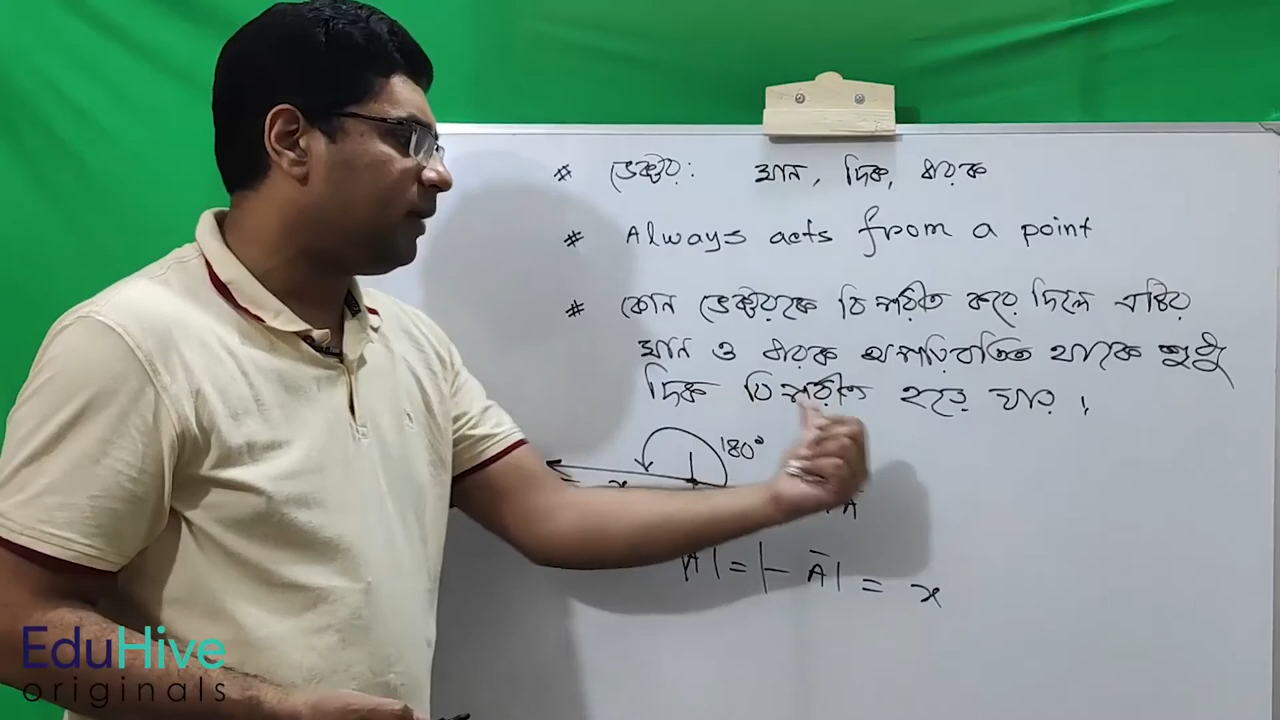 # ভেক্টর: মান, দিক, ধারক
# Always acts from a point
# কোন ভেক্টরকে বিপরীত করে দিলে এটির
মান ও ধারক অপরিবর্তিত থাকে শুধু
দিক বিপরীত হয়ে যায়।
180°
x
A
|A| = |-A| = x
EduHive
originals